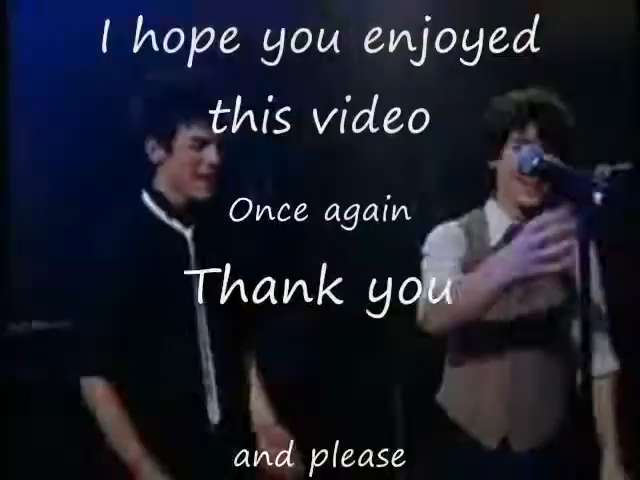 I hope you enjoyed
this video
Once again
Thank you
and please